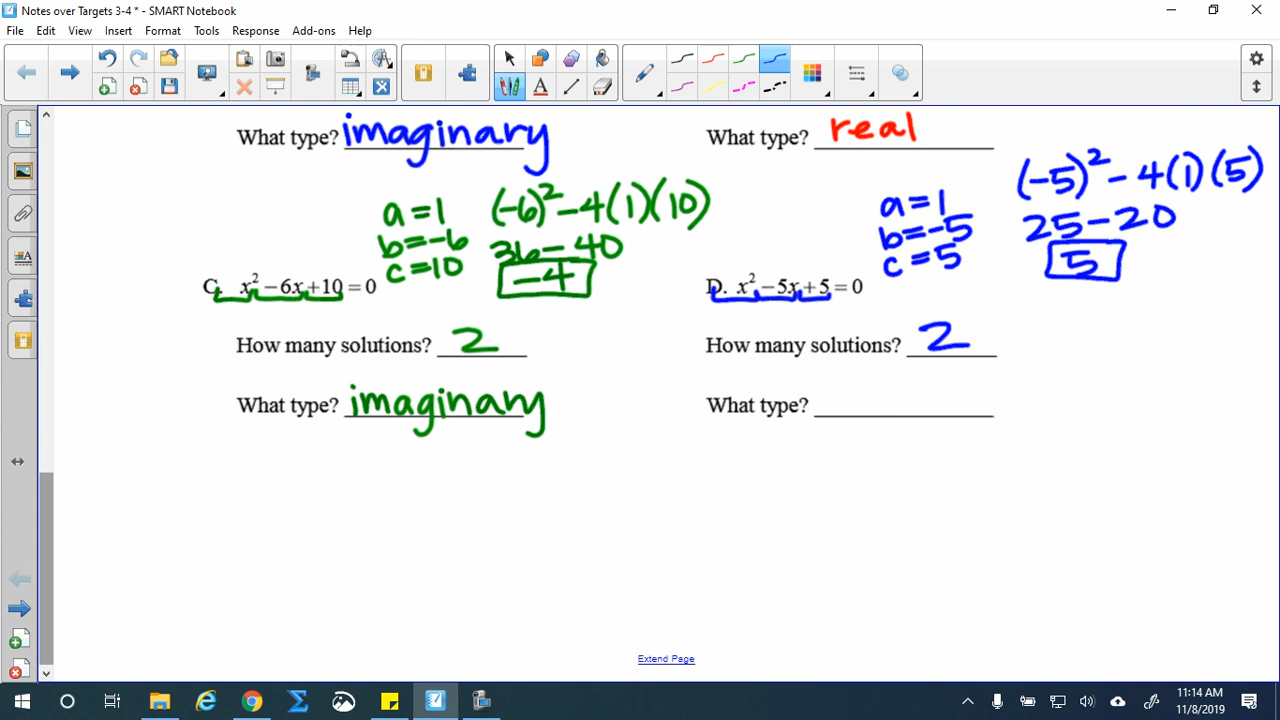 Notes over Targets 3-4 * - SMART Notebook
File Edit View Insert Format Tools Response Add-ons Help
What type? imaginary
What type? real
a=1
b=-6
c=10
(-6)² - 4(1)(10)
36-40
-4
a=1
b=-5
c=5
(-5)² - 4(1)(5)
25-20
5
C. x² - 6x + 10 = 0
D. x² - 5x + 5 = 0
How many solutions? 2
How many solutions? 2
What type? imaginary
What type? ___
Extend Page
11:14 AM
11/8/2019